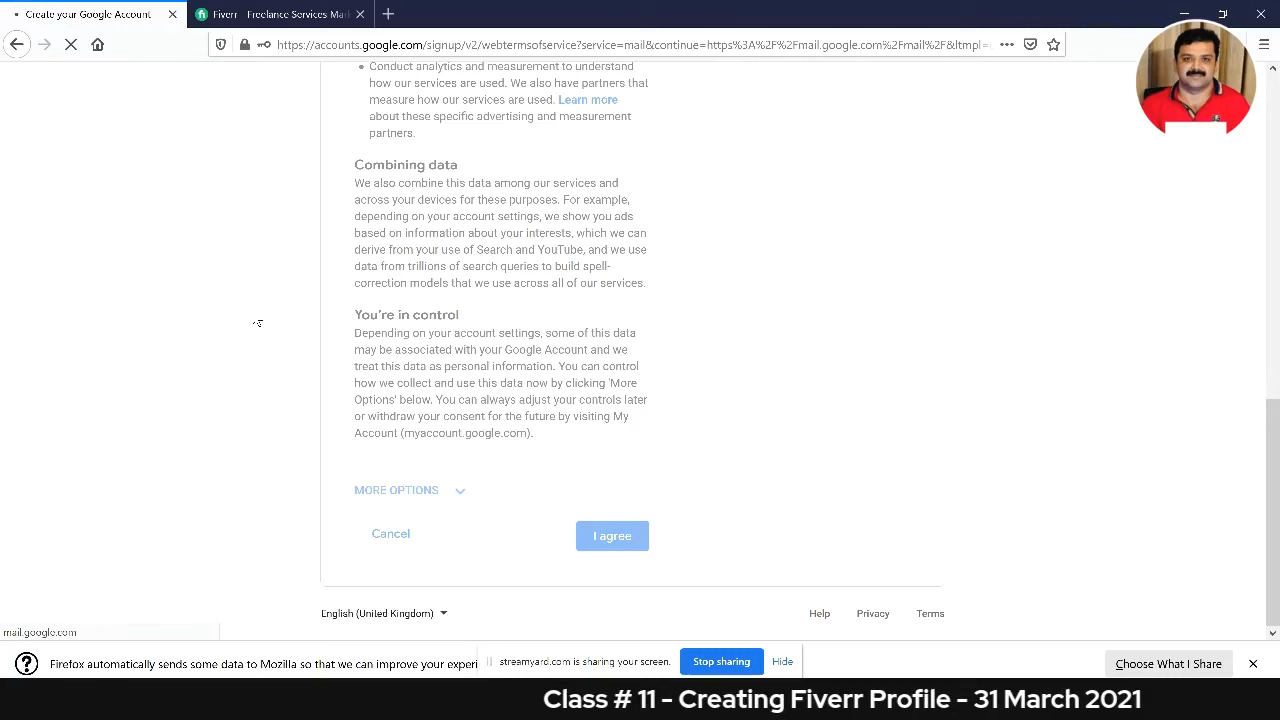 Create your Google Account
Fiverr - Freelance Services Mark
https://accounts.google.com/signup/v2/webtermsofservice?service=mail&continue=https%3A%2F%2Fmail.google.com%2Fmail%2F&ltmpl=
Conduct analytics and measurement to understand
how our services are used. We also have partners that
measure how our services are used. Learn more
about these specific advertising and measurement
partners.
Combining data
We also combine this data among our services and
across your devices for these purposes. For example,
depending on your account settings, we show you ads
based on information about your interests, which we can
derive from your use of Search and YouTube, and we use
data from trillions of search queries to build spell-
correction models that we use across all of our services.
You're in control
Depending on your account settings, some of this data
may be associated with your Google Account and we
treat this data as personal information. You can control
how we collect and use this data now by clicking 'More
Options' below. You can always adjust your controls later
or withdraw your consent for the future by visiting My
Account (myaccount.google.com).
MORE OPTIONS
Cancel
I agree
English (United Kingdom)
Help
Privacy
Terms
mail.google.com
Firefox automatically sends some data to Mozilla so that we can improve your experi
streamyard.com is sharing your screen.
Stop sharing
Hide
Choose What I Share
Class # 11 - Creating Fiverr Profile - 31 March 2021